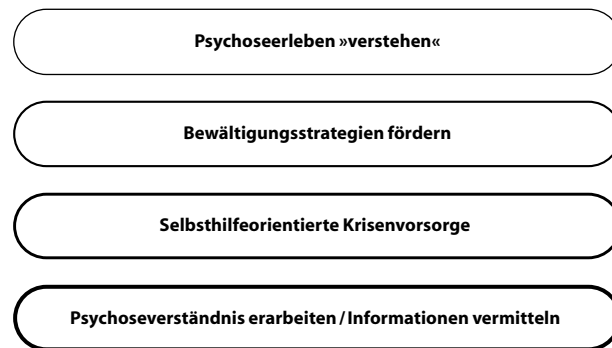 Psychoseerleben »verstehen«
Bewältigungsstrategien fördern
Selbsthilfeorientierte Krisenvorsorge
Psychoseverständnis erarbeiten / Informationen vermitteln